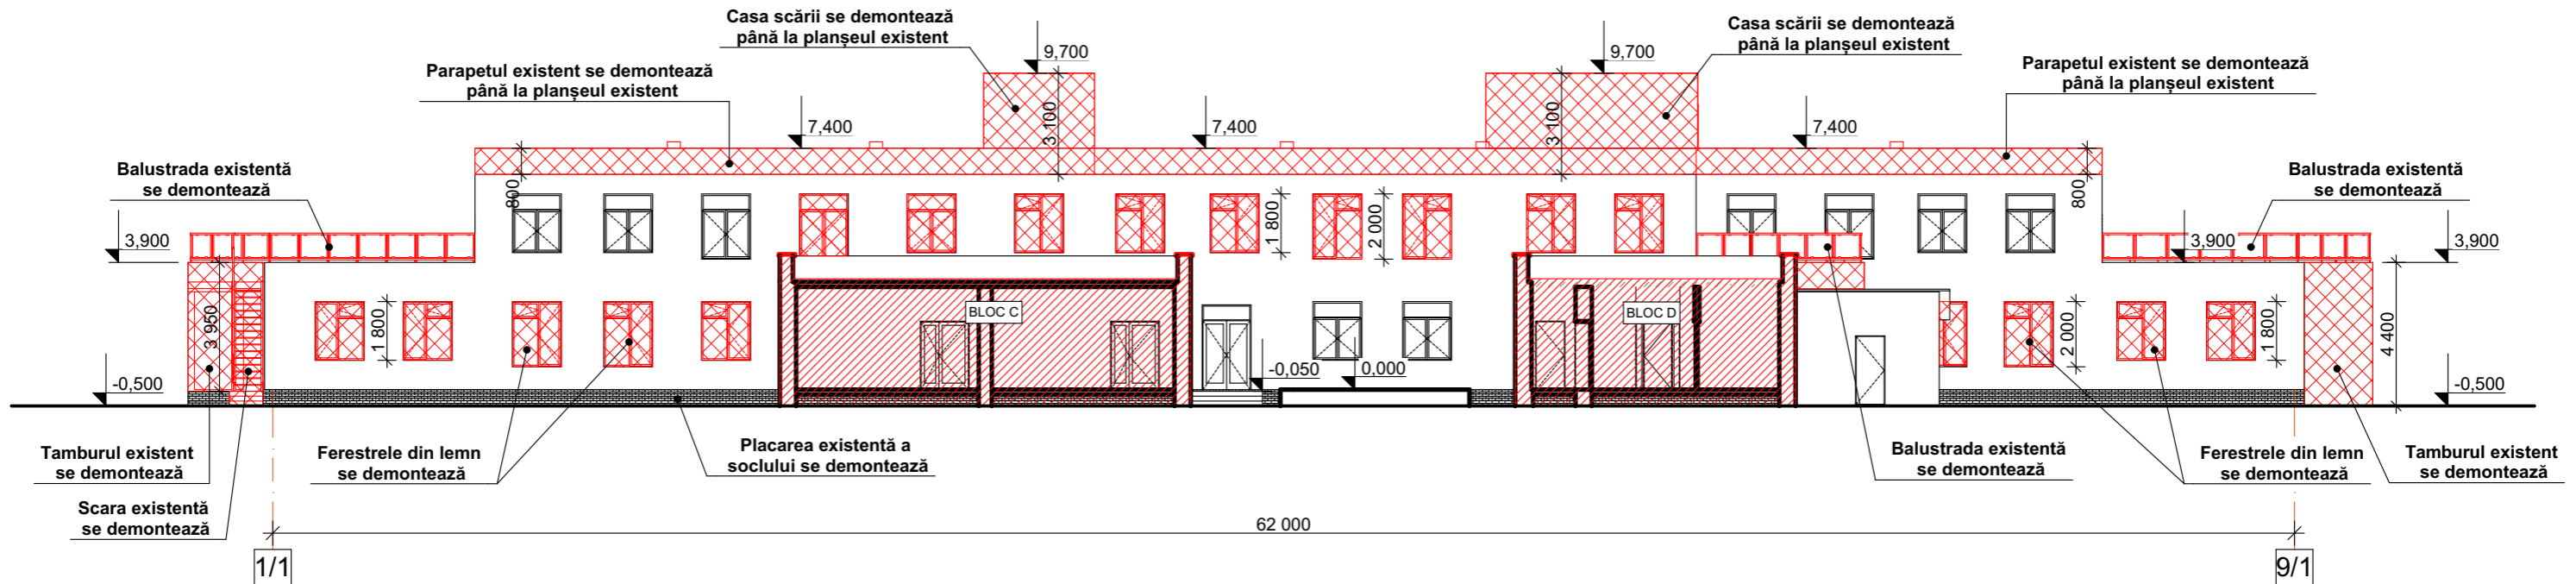 Casa scării se demontează
până la planșeul existent
Casa scării se demontează
până la planșeul existent
9,700
9,700
Parapetul existent se demontează
până la planșeul existent
Parapetul existent se demontează
până la planșeul existent
3 100
3 100
7,400
7,400
7,400
Balustrada existentă
se demontează
Balustrada existentă
se demontează
800
800
1 800
2 000
3,900
3,900
3,900
BLOC C
BLOC D
3 950
1 800
2 000
1 800
4 400
-0,500
-0,050
0,000
-0,500
Tamburul existent
se demontează
Ferestrele din lemn
se demontează
Placarea existentă a
soclului se demontează
Balustrada existentă
se demontează
Ferestrele din lemn
se demontează
Tamburul existent
se demontează
Scara existentă
se demontează
62 000
1/1
9/1